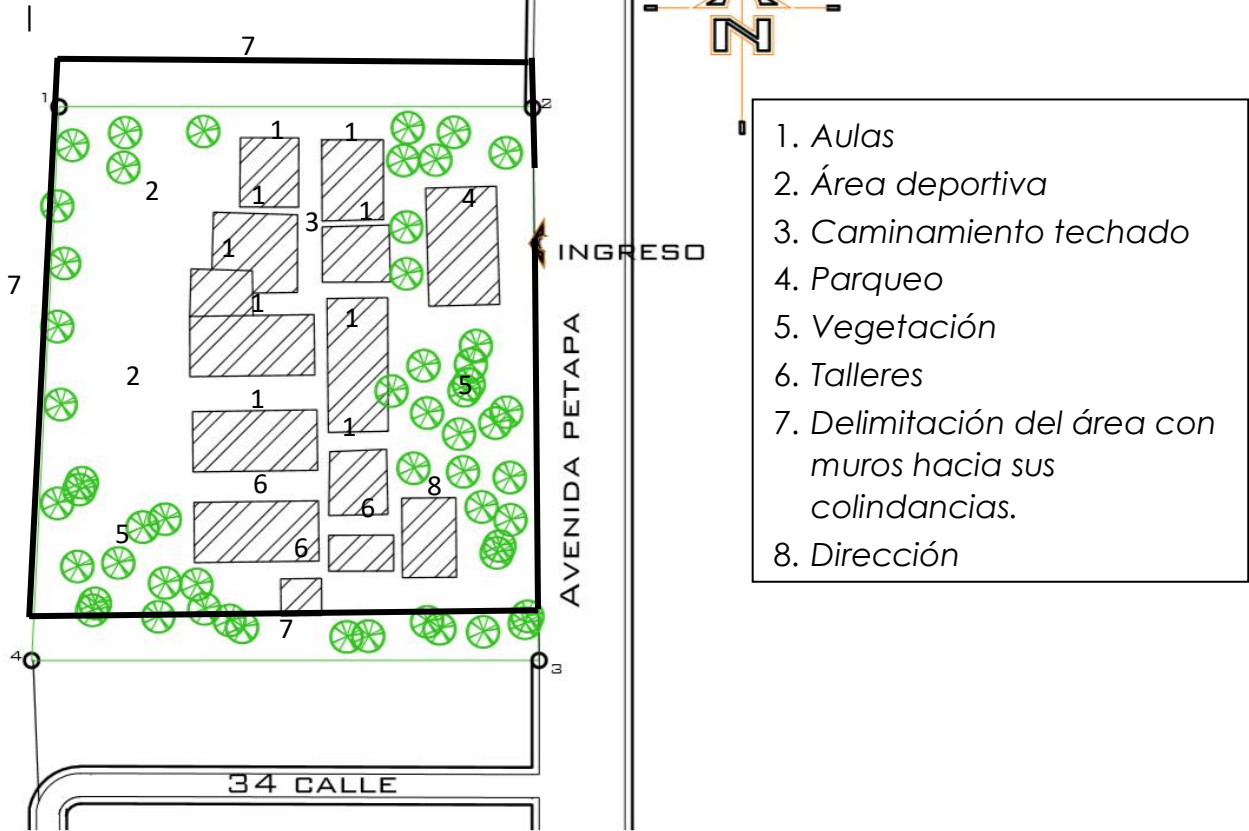 N
7
1
2
1
1
2
1
4
3
1
1
INGRESO
7
1
1
2
5
1
AVENIDA PETAPA
1
6
8
6
5
6
7
4
3
34 CALLE
1. Aulas
2. Área deportiva
3. Caminamiento techado
4. Parqueo
5. Vegetación
6. Talleres
7. Delimitación del área con
muros hacia sus
colindancias.
8. Dirección